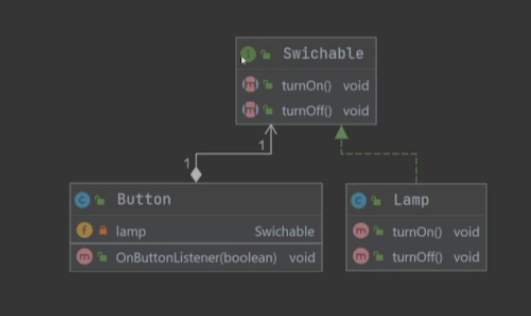 Swichable
turnOn() void
turnOff() void
1
1
Button
lamp Swichable
OnButtonListener(boolean) void
Lamp
turnOn() void
turnOff() void